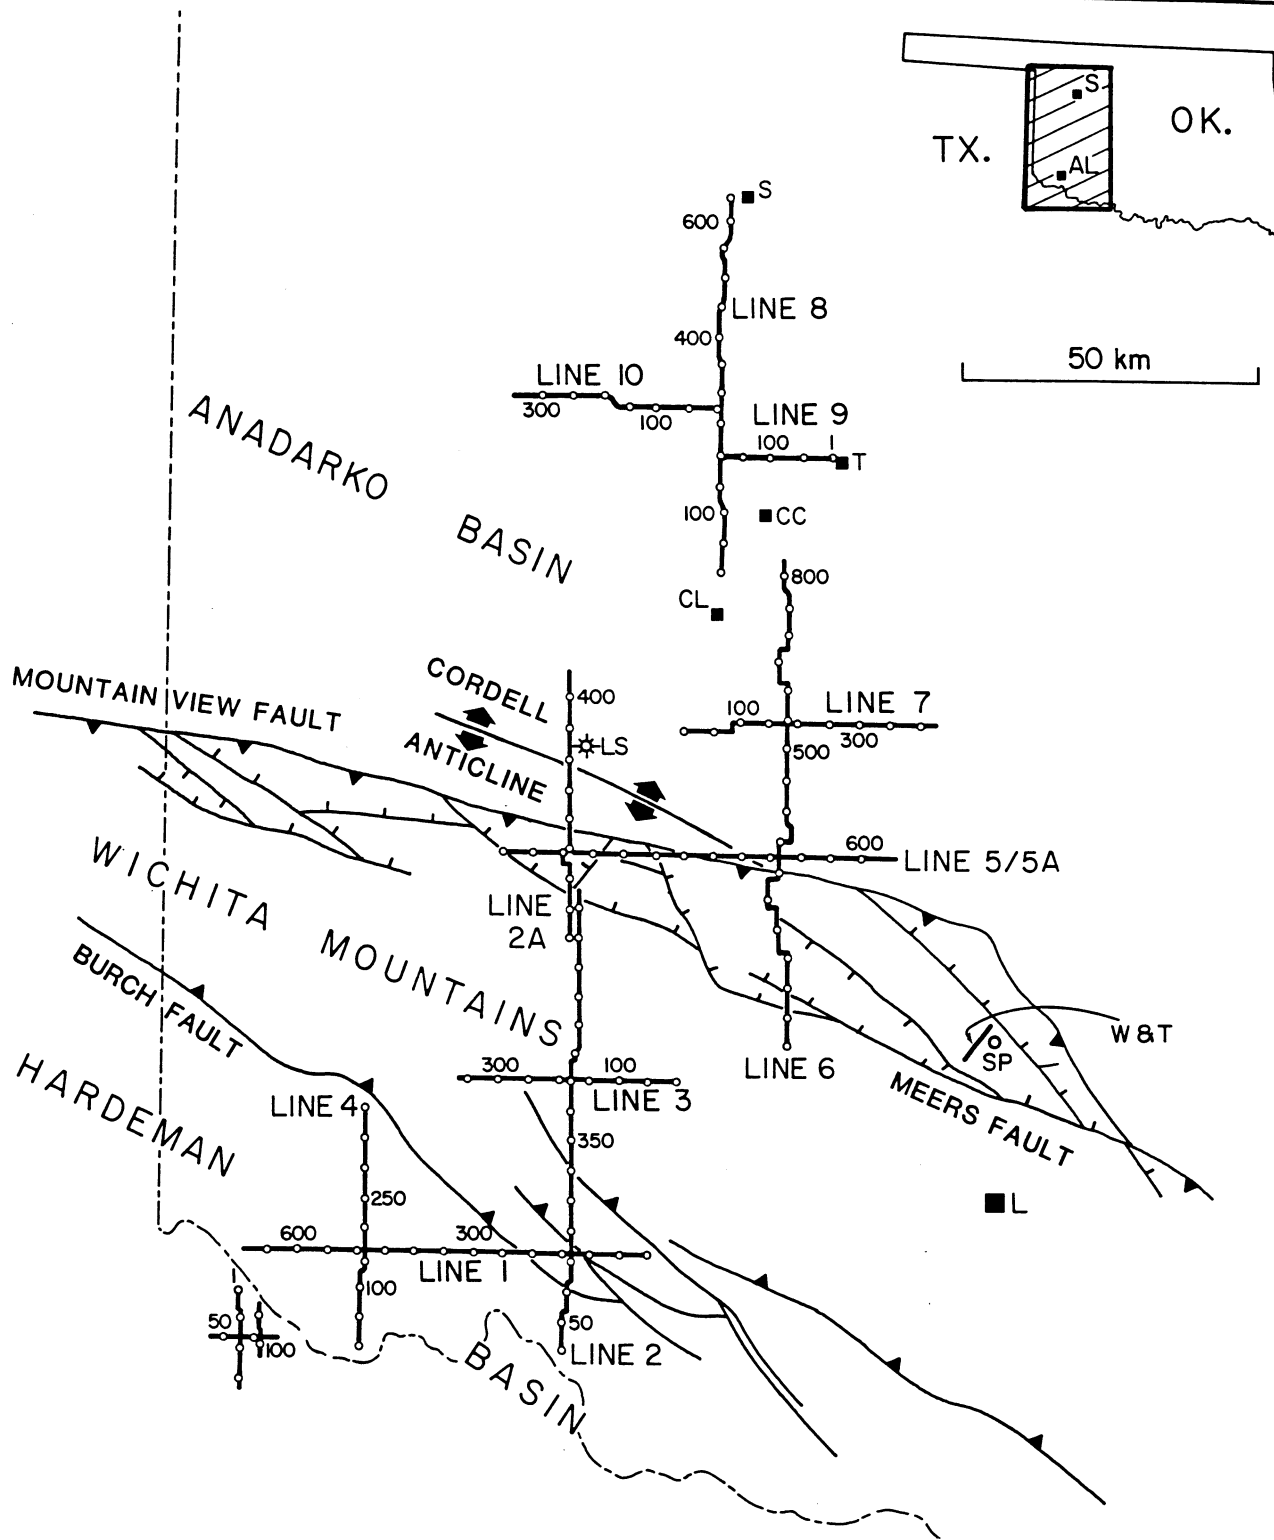 S
OK.
TX.
AL
S
600
LINE 8
400
50 km
LINE 10
300
100
LINE 9
100
1
T
ANADARKO
BASIN
100
CC
800
CL
CORDELL
ANTICLINE
MOUNTAIN VIEW FAULT
400
LS
100
LINE 7
300
500
600
LINE 5/5A
WICHITA
MOUNTAINS
LINE
2A
BURCH FAULT
W&T
SP
LINE 6
MEERS FAULT
300
100
LINE 3
HARDEMAN
BASIN
LINE 4
350
250
L
600
300
LINE 1
100
50
100
50
LINE 2